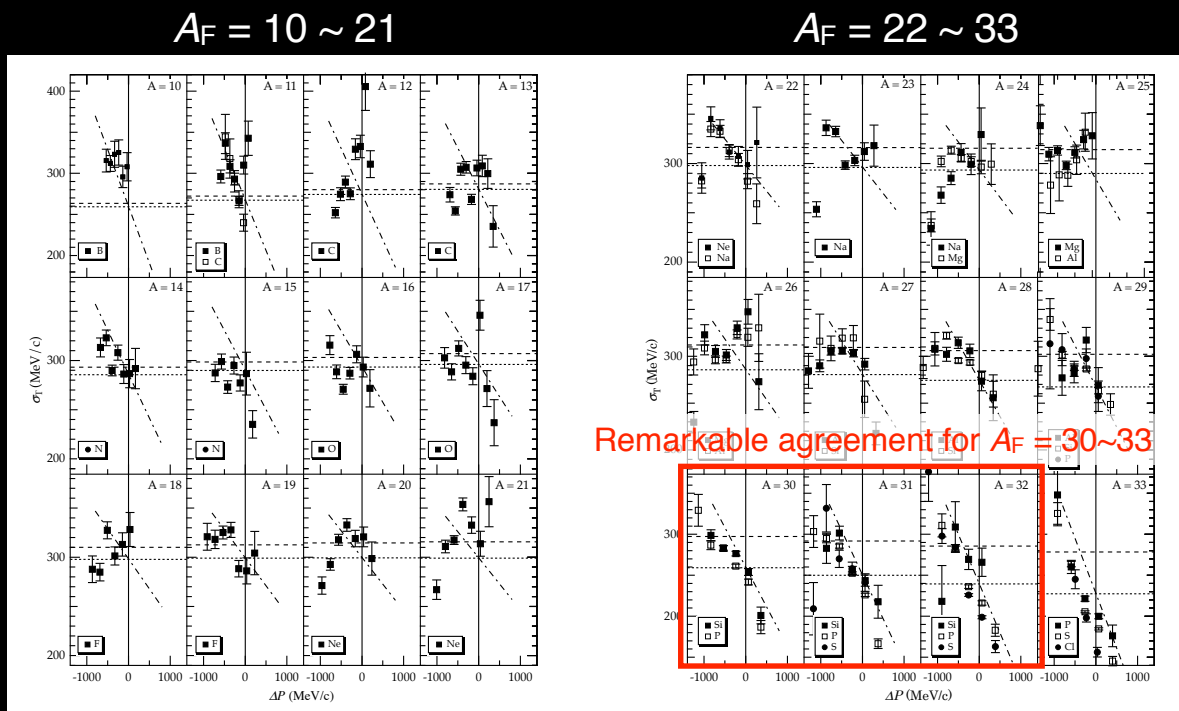 AF = 10 ~ 21
AF = 22 ~ 33
A = 10
A = 11
A = 12
A = 13
400
300
200
B
B
C
C
C
A = 14
A = 15
A = 16
A = 17
400
300
200
σT (MeV / c)
N
N
O
O
A = 18
A = 19
A = 20
A = 21
300
200
F
F
Ne
Ne
-1000 0 1000
-1000 0 1000
-1000 0 1000
-1000 0 1000
ΔP (MeV/c)
A = 22
A = 23
A = 24
A = 25
300
200
Ne
Na
Na
Na
Mg
Mg
Al
A = 26
A = 27
A = 28
A = 29
300
σT (MeV/c)
P
Remarkable agreement for AF = 30~33
A = 30
A = 31
A = 32
A = 33
200
Si
P
Si
P
S
Si
P
S
P
S
Cl
-1000 0 1000
-1000 0 1000
-1000 0 1000
-1000 0 1000
ΔP (MeV/c)